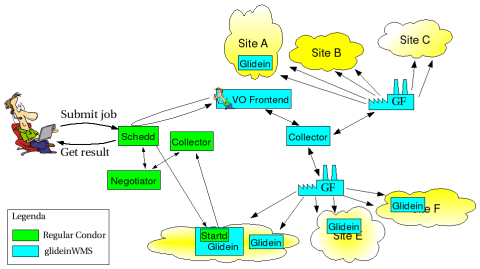 Site A
Glidein
Site B
Site C
GF
VO Frontend
Submit job
Schedd
Collector
Collector
Get result
Negotiator
GF
Glidein
Site F
Glidein
Site E
Startd
Glidein
Glidein
Legenda
Regular Condor
glideinWMS